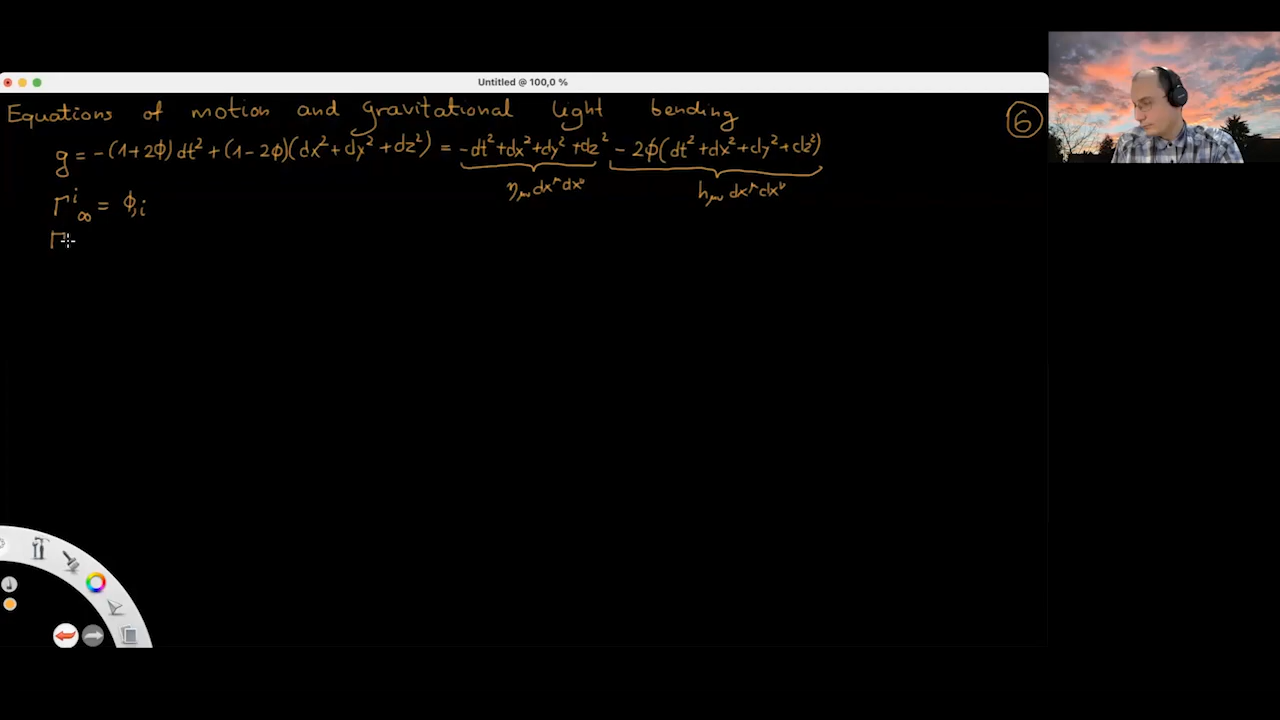 Untitled @ 100,0 %
Equations of motion and gravitational light bending
6
g = -(1+2ϕ) dt² + (1-2ϕ)(dx² + dy² + dz²) = -dt² + dx² + dy² + dz² - 2ϕ(dt² + dx² + dy² + dz²)
η_μν dx^μ dx^ν h_μν dx^μ dx^ν
Γ^i_00 = ϕ,i
Γ